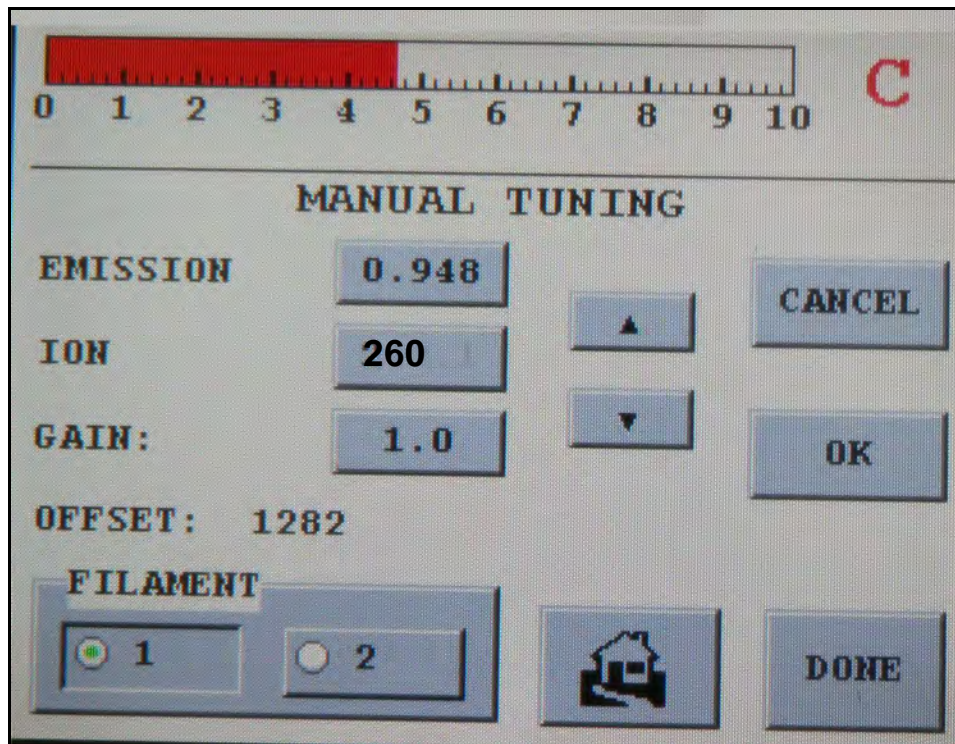 C
0 1 2 3 4 5 6 7 8 9 10
MANUAL TUNING
EMISSION 0.948
CANCEL
ION 260
GAIN: 1.0
OK
OFFSET: 1282
FILAMENT
1 2
DONE